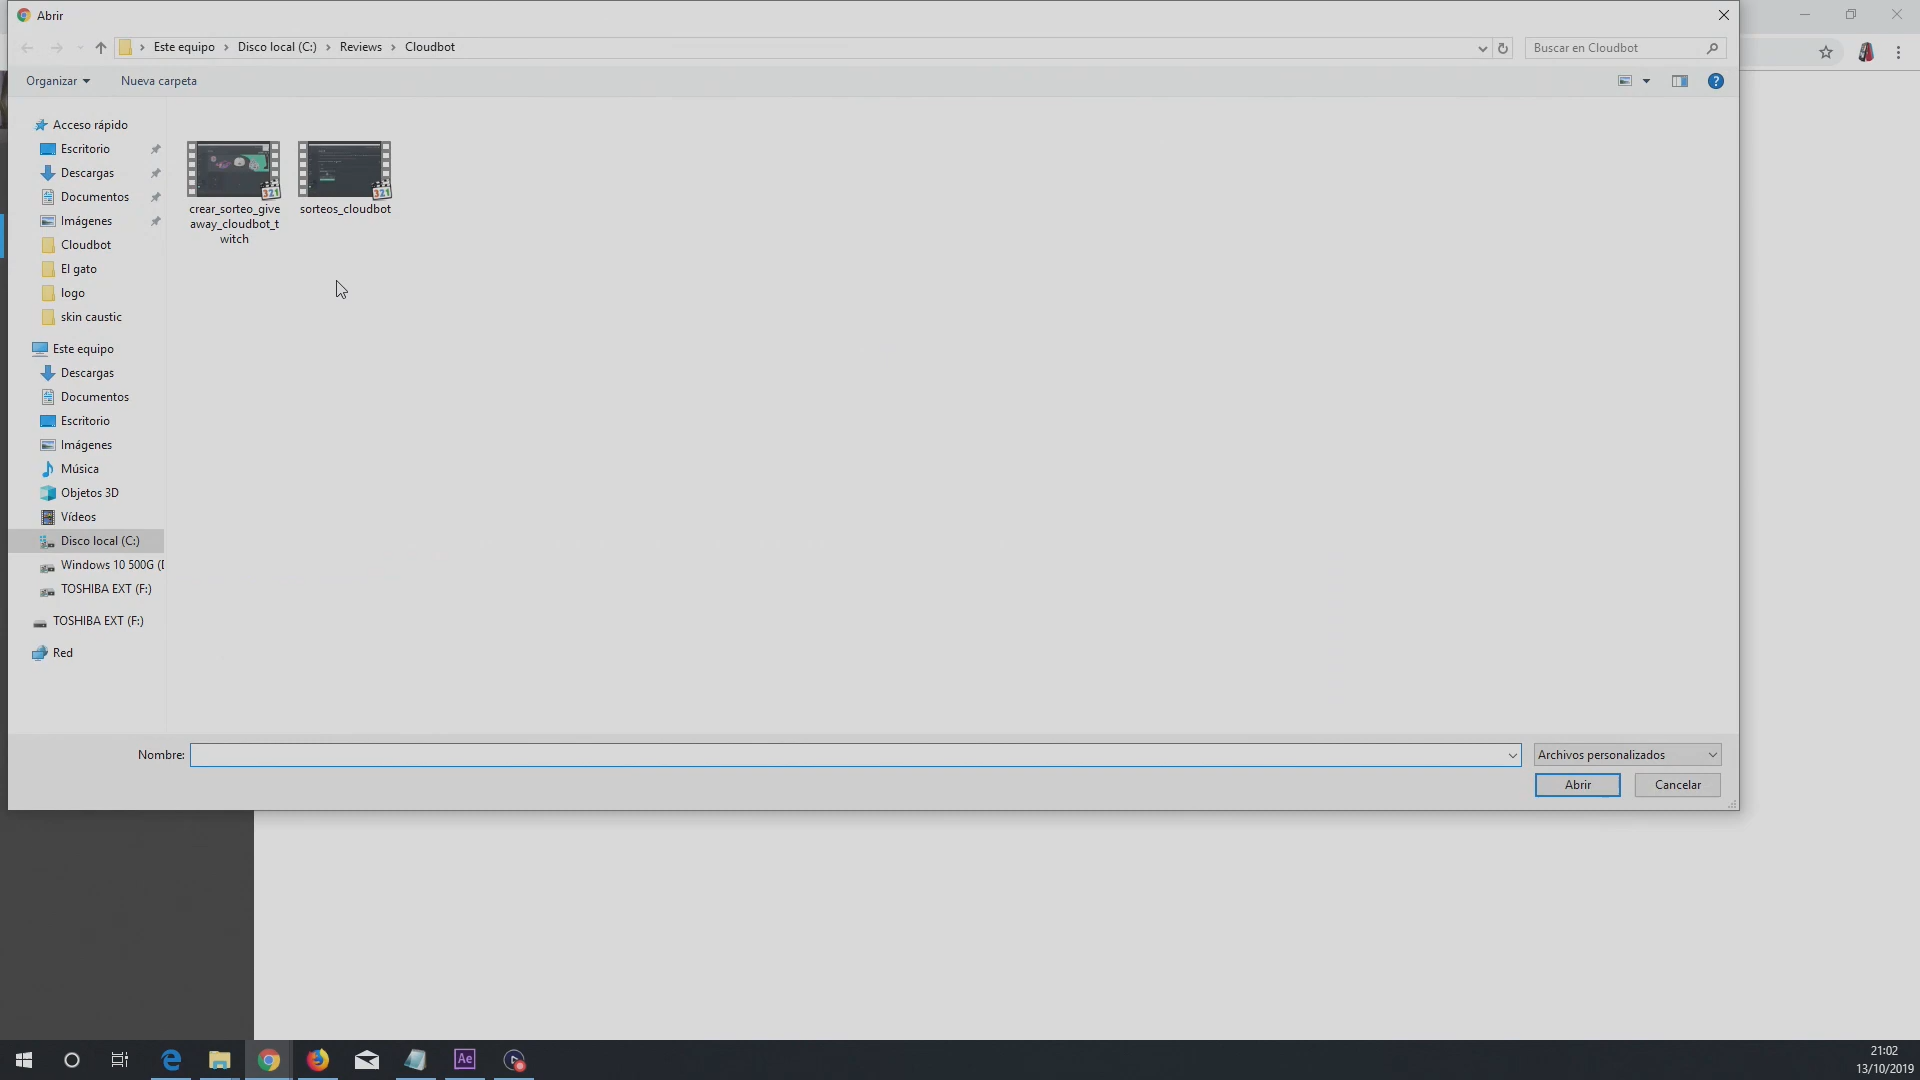 Abrir
Este equipo > Disco local (C:) > Reviews > Cloudbot
Buscar en Cloudbot
Organizar
Nueva carpeta
Acceso rápido
Escritorio
Descargas
Documentos
Imágenes
Cloudbot
El gato
logo
skin caustic
Este equipo
Descargas
Documentos
Escritorio
Imágenes
Música
Objetos 3D
Vídeos
Disco local (C:)
Windows 10 500G (
TOSHIBA EXT (F:)
TOSHIBA EXT (F:)
Red
crear_sorteo_give
away_cloudbot_t
witch
sorteos_cloudbot
321
321
Nombre:
Archivos personalizados
Abrir
Cancelar
Ae
21:02
13/10/2019